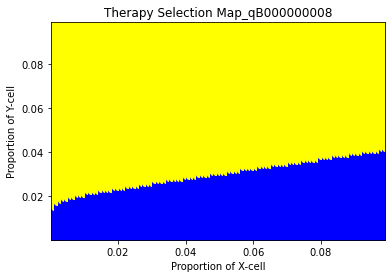 Therapy Selection Map_qB000000008
Proportion of Y-cell
0.08
0.06
0.04
0.02
0.02
0.04
0.06
0.08
Proportion of X-cell